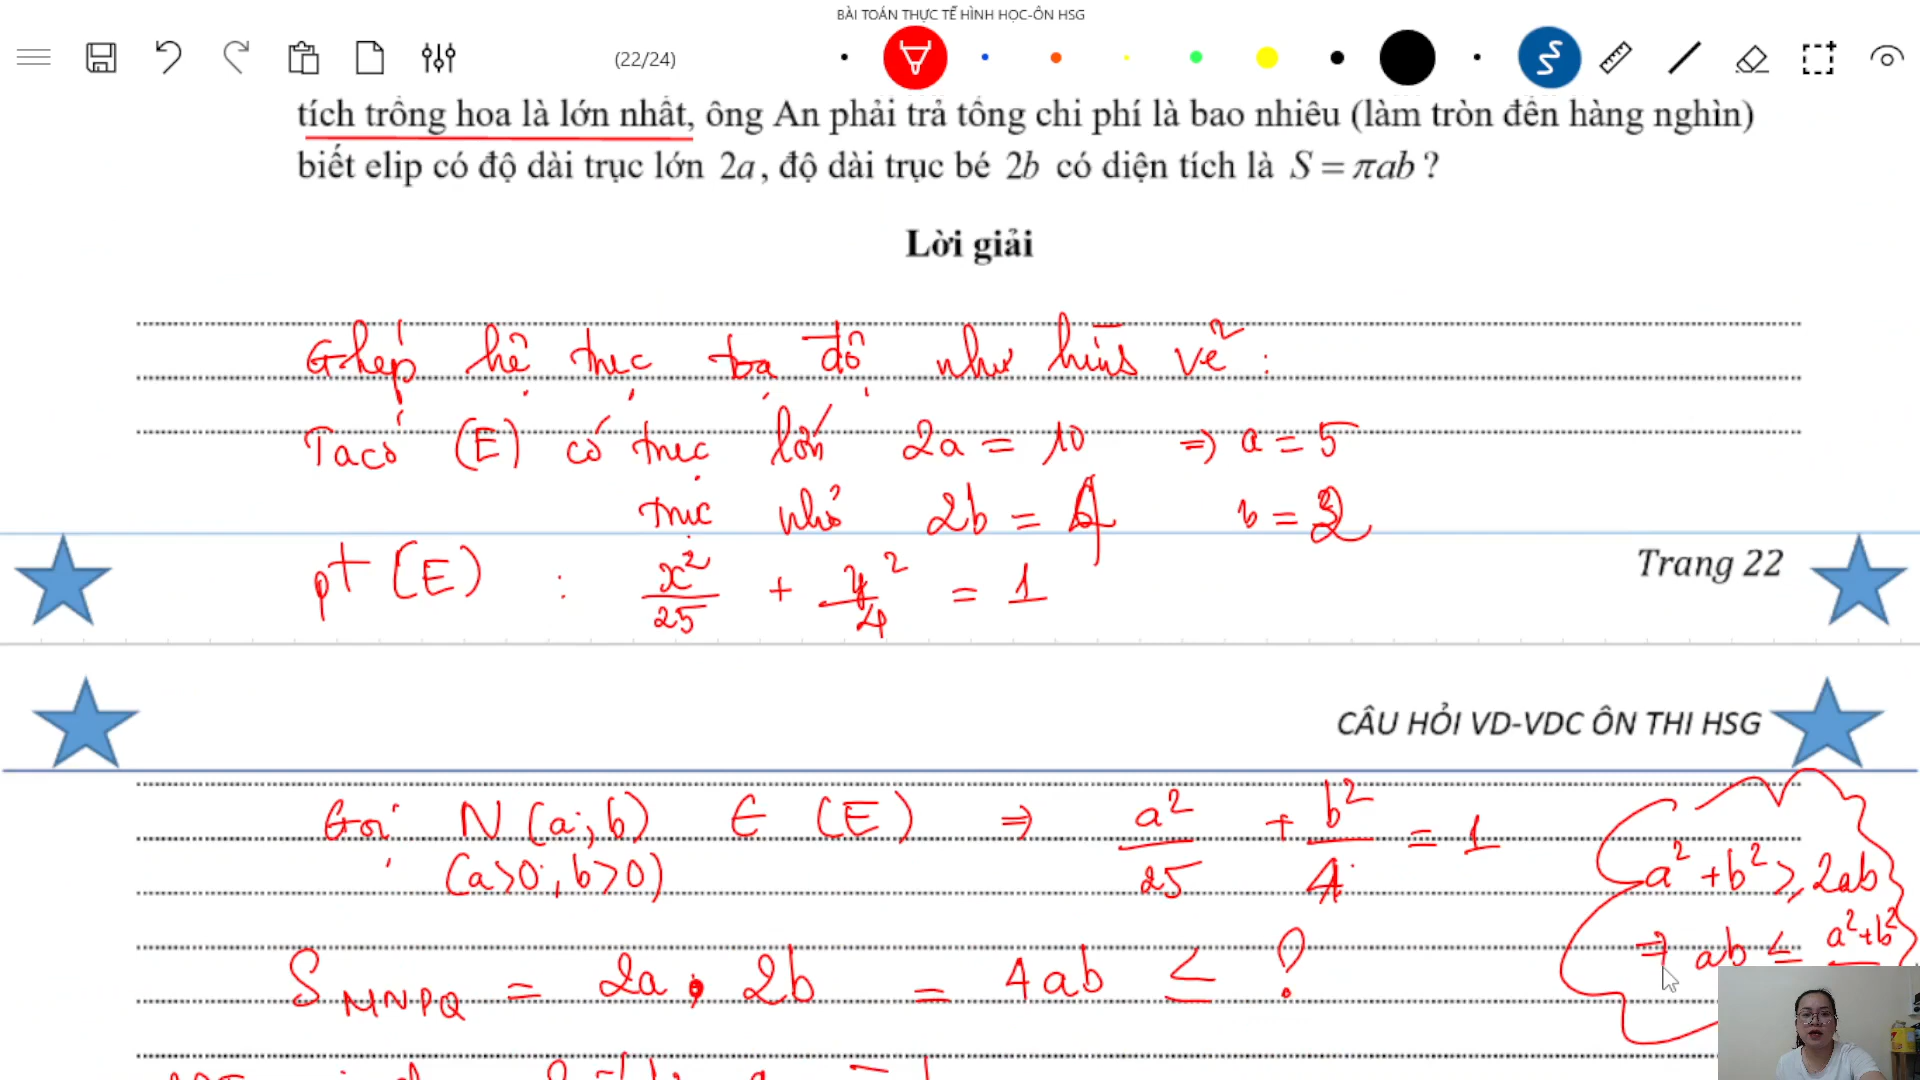 BÀI TOÁN THỰC TẾ HÌNH HỌC-ÔN HSG
(22/24)
tích trồng hoa là lớn nhất, ông An phải trả tổng chi phí là bao nhiêu (làm tròn đến hàng nghìn)
biết elip có độ dài trục lớn 2a, độ dài trục bé 2b có diện tích là S = πab ?
Lời giải
Ghép hệ trục tọa độ như hình vẽ :
Ta có (E) có trục lớn 2a = 10 ⇒ a = 5
trục nhỏ 2b = 4 b = 2
pt (E) : x²/25 + y²/4 = 1
Trang 22
CÂU HỎI VD-VDC ÔN THI HSG
Gọi N (a; b) ∈ (E) ⇒ a²/25 + b²/4 = 1
(a>0; b>0)
a² + b² ≥ 2ab
⇒ ab ≤ a²+b²
S MNPQ = 2a . 2b = 4ab ≤ ?